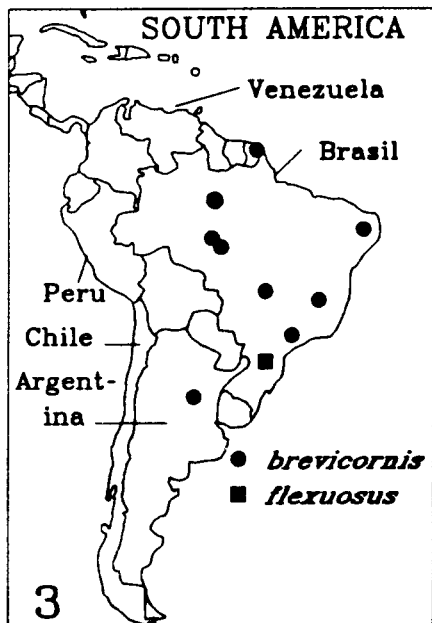 SOUTH AMERICA
Venezuela
Brasil
Peru
Chile
Argent-
ina
brevicornis
flexuosus
3